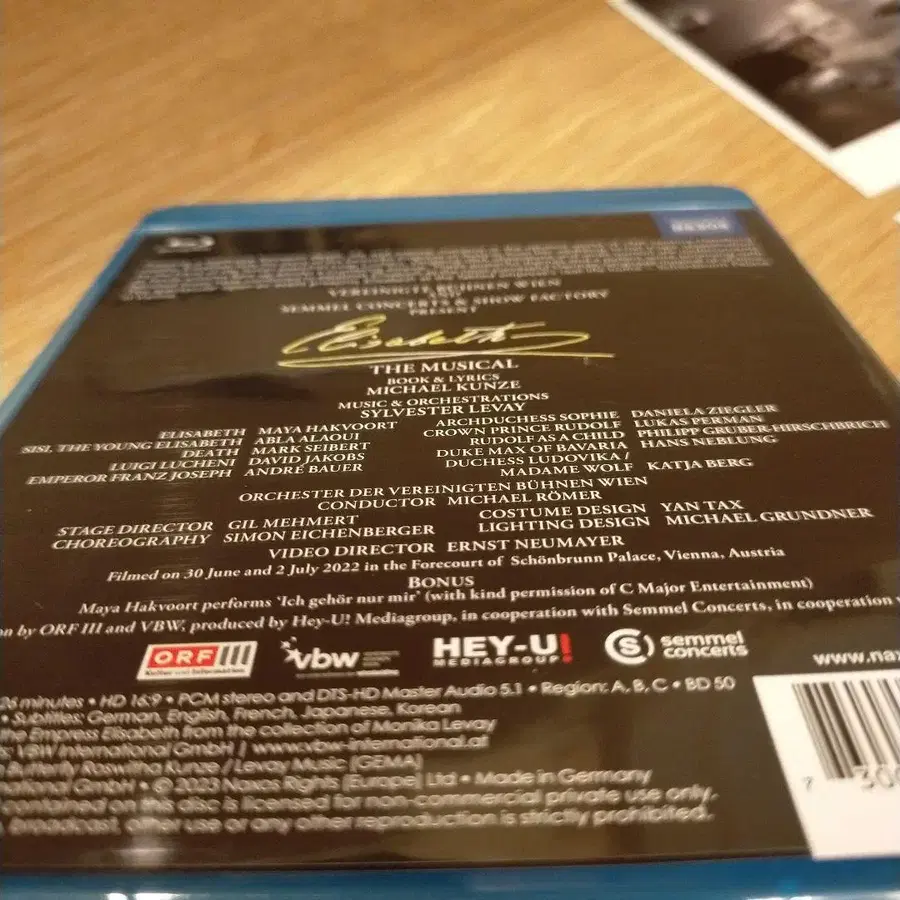 NAXOS
VEREINIGTE BÜHNEN WIEN
SEMMEL CONCERTS & SHOW FACTORY
PRESENT
Elisabeth
THE MUSICAL
BOOK & LYRICS
MICHAEL KUNZE
MUSIC & ORCHESTRATIONS
SYLVESTER LEVAY
ELISABETH MAYA HAKVOORT
SISI, THE YOUNG ELISABETH ABLA ALAOUI
DEATH MARK SEIBERT
LUIGI LUCHENI DAVID JAKOBS
EMPEROR FRANZ JOSEPH ANDRÉ BAUER
ARCHDUCHESS SOPHIE DANIELA ZIEGLER
CROWN PRINCE RUDOLF LUKAS PERMAN
RUDOLF AS A CHILD PHILIPP GRUBER-HIRSCHBRICH
DUKE MAX OF BAVARIA HANS NEBLUNG
DUCHESS LUDOVIKA /
MADAME WOLF KATJA BERG
ORCHESTER DER VEREINIGTEN BÜHNEN WIEN
CONDUCTOR MICHAEL RÖMER
STAGE DIRECTOR GIL MEHMERT
CHOREOGRAPHY SIMON EICHENBERGER
COSTUME DESIGN YAN TAX
LIGHTING DESIGN MICHAEL GRUNDNER
VIDEO DIRECTOR ERNST NEUMAYER
Filmed on 30 June and 2 July 2022 in the Forecourt of Schönbrunn Palace, Vienna, Austria
BONUS
Maya Hakvoort performs ‘Ich gehör nur mir’ (with kind permission of C Major Entertainment)
on by ORF III and VBW, produced by Hey-U! Mediagroup, in cooperation with Semmel Concerts, in cooperation
ORF III
Kultur und Information
vbw
HEY-U!
MEDIAGROUP
semmel
concerts
www.nax
26 minutes • HD 16:9 • PCM stereo and DTS-HD Master Audio 5.1 • Region: A, B, C • BD 50
• Subtitles: German, English, French, Japanese, Korean
the Empress Elisabeth from the collection of Monika Levay
s: VBW International GmbH | www.vbw-international.at
Butterfly Roswitha Kunze / Levay Music (GEMA)
national GmbH • © 2023 Naxos Rights (Europe) Ltd • Made in Germany
contained on this disc is licensed for non-commercial private use only.
Broadcast, other use or any other reproduction is strictly prohibited.
7